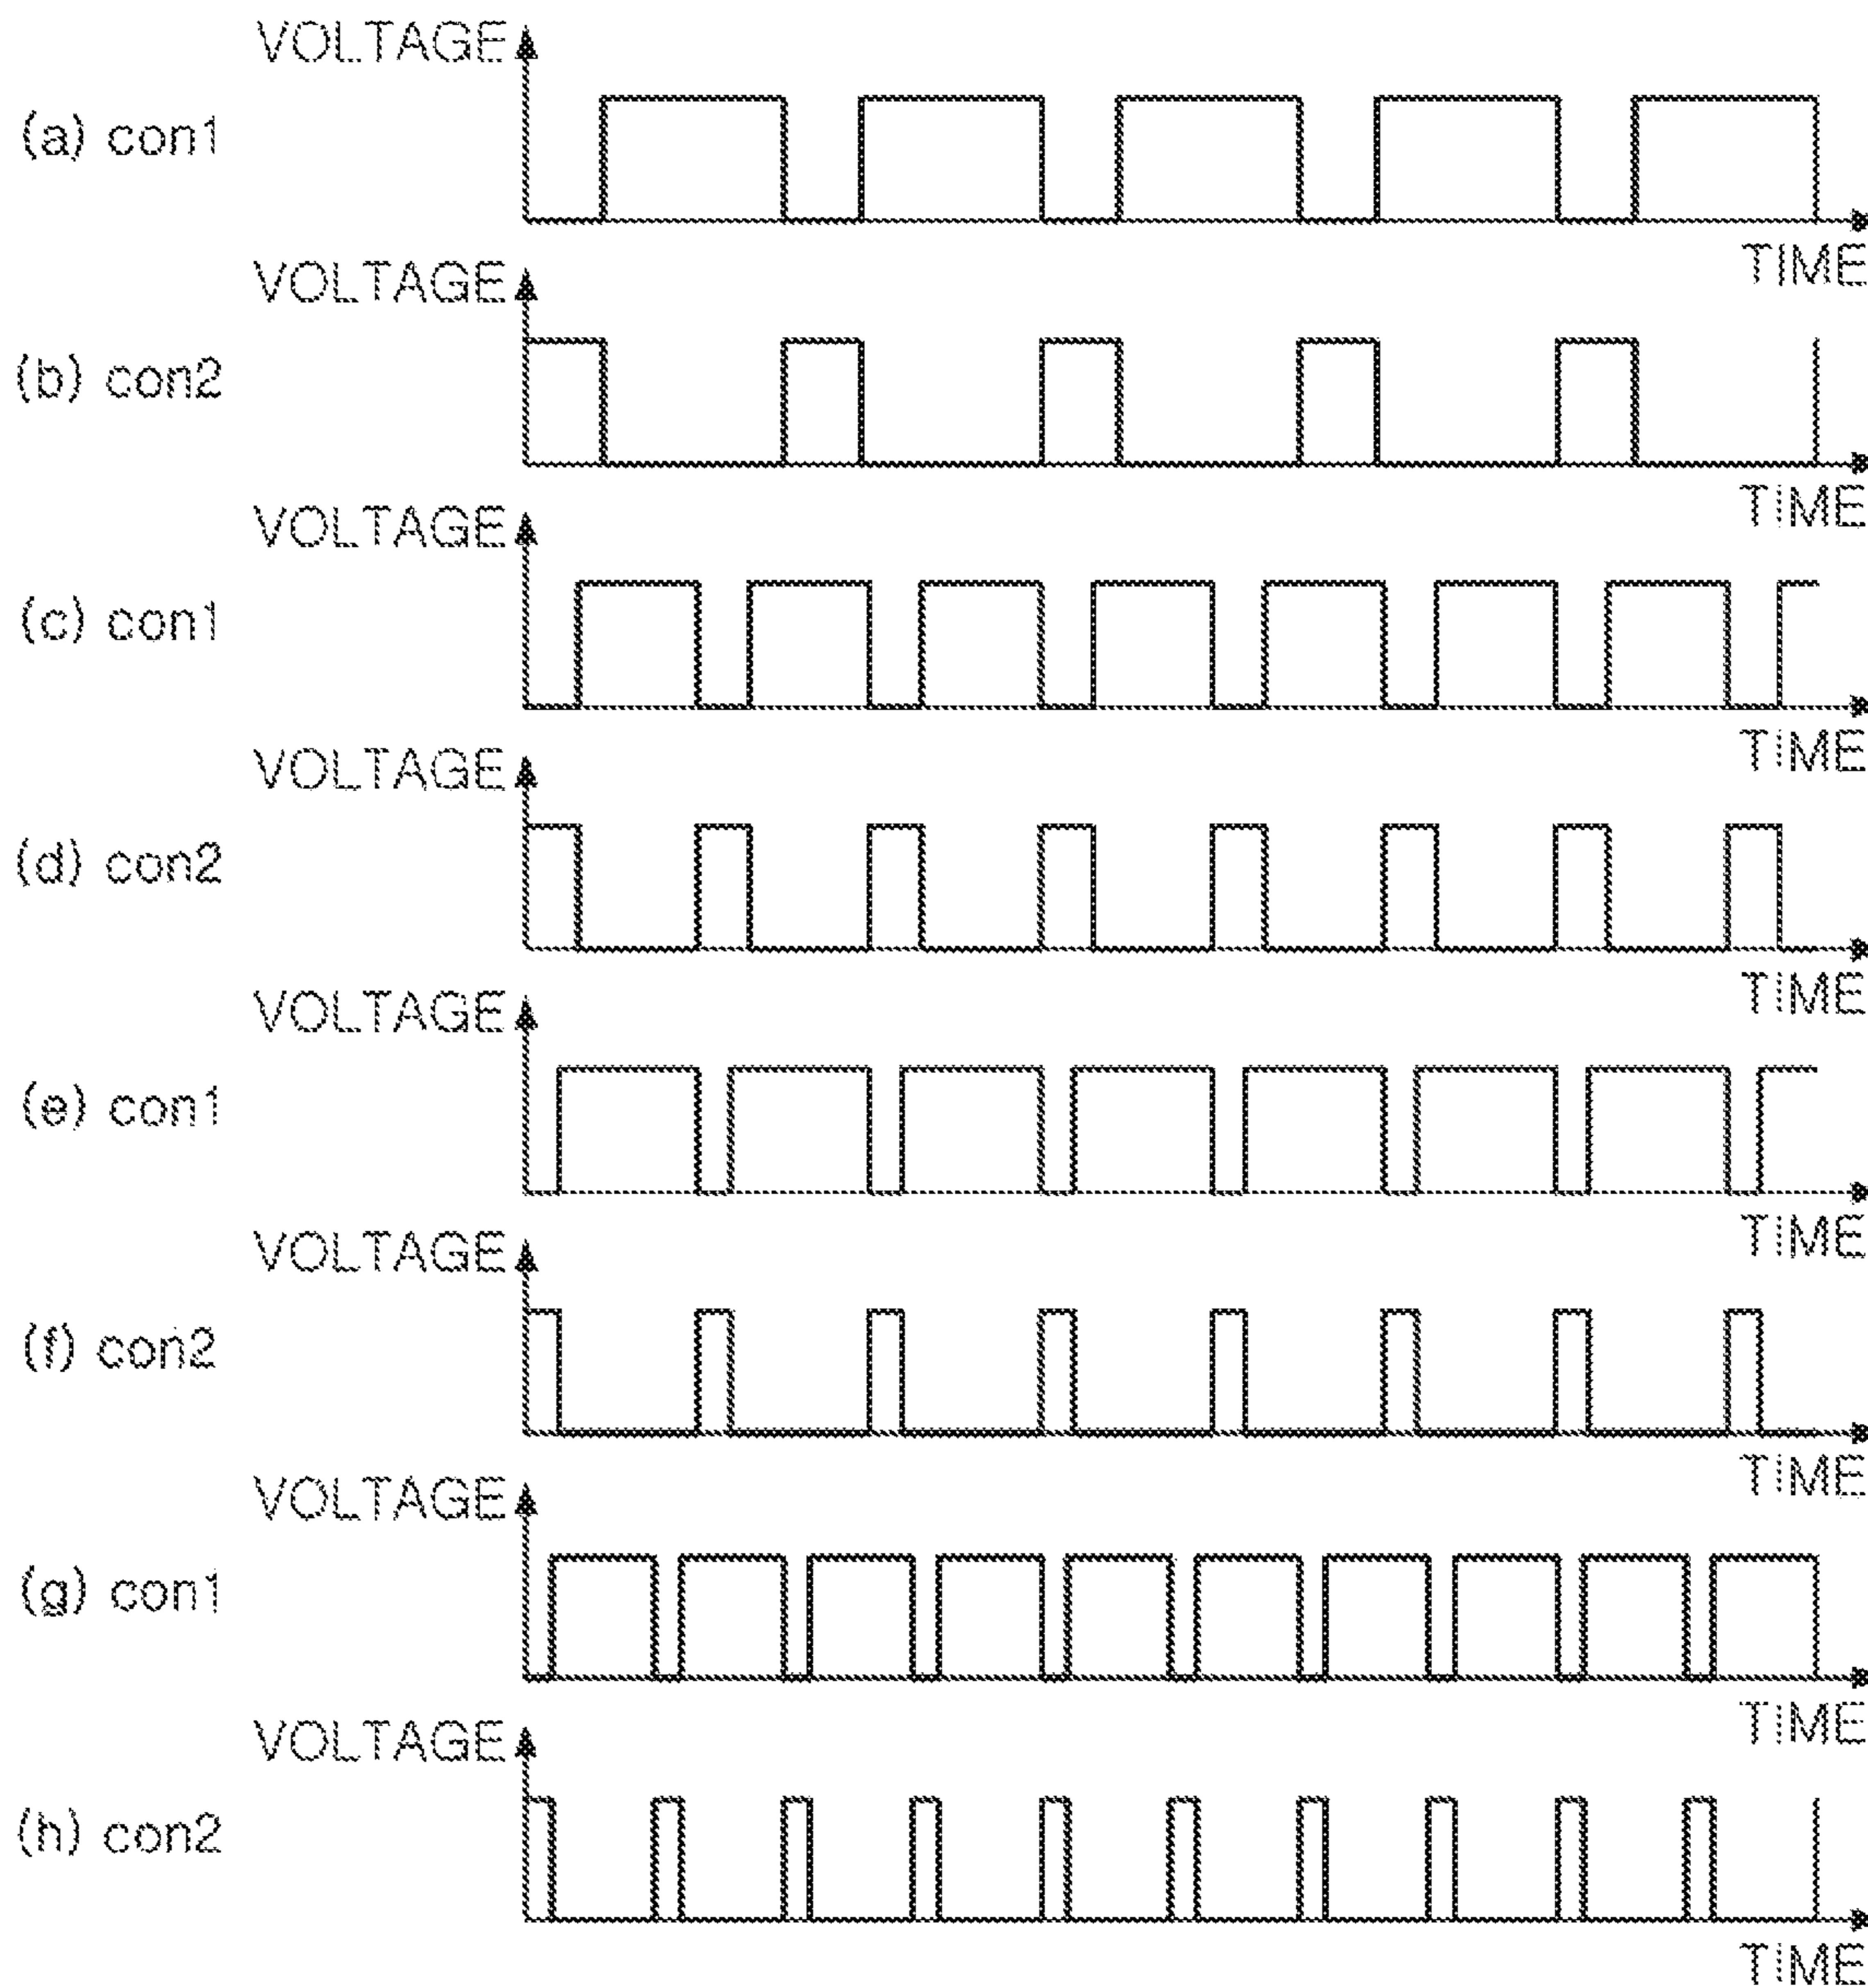 VOLTAGE
(a) con1
TIME
VOLTAGE
(b) con2
TIME
VOLTAGE
(c) con1
TIME
VOLTAGE
(d) con2
TIME
VOLTAGE
(e) con1
TIME
VOLTAGE
(f) con2
TIME
VOLTAGE
(g) con1
TIME
VOLTAGE
(h) con2
TIME